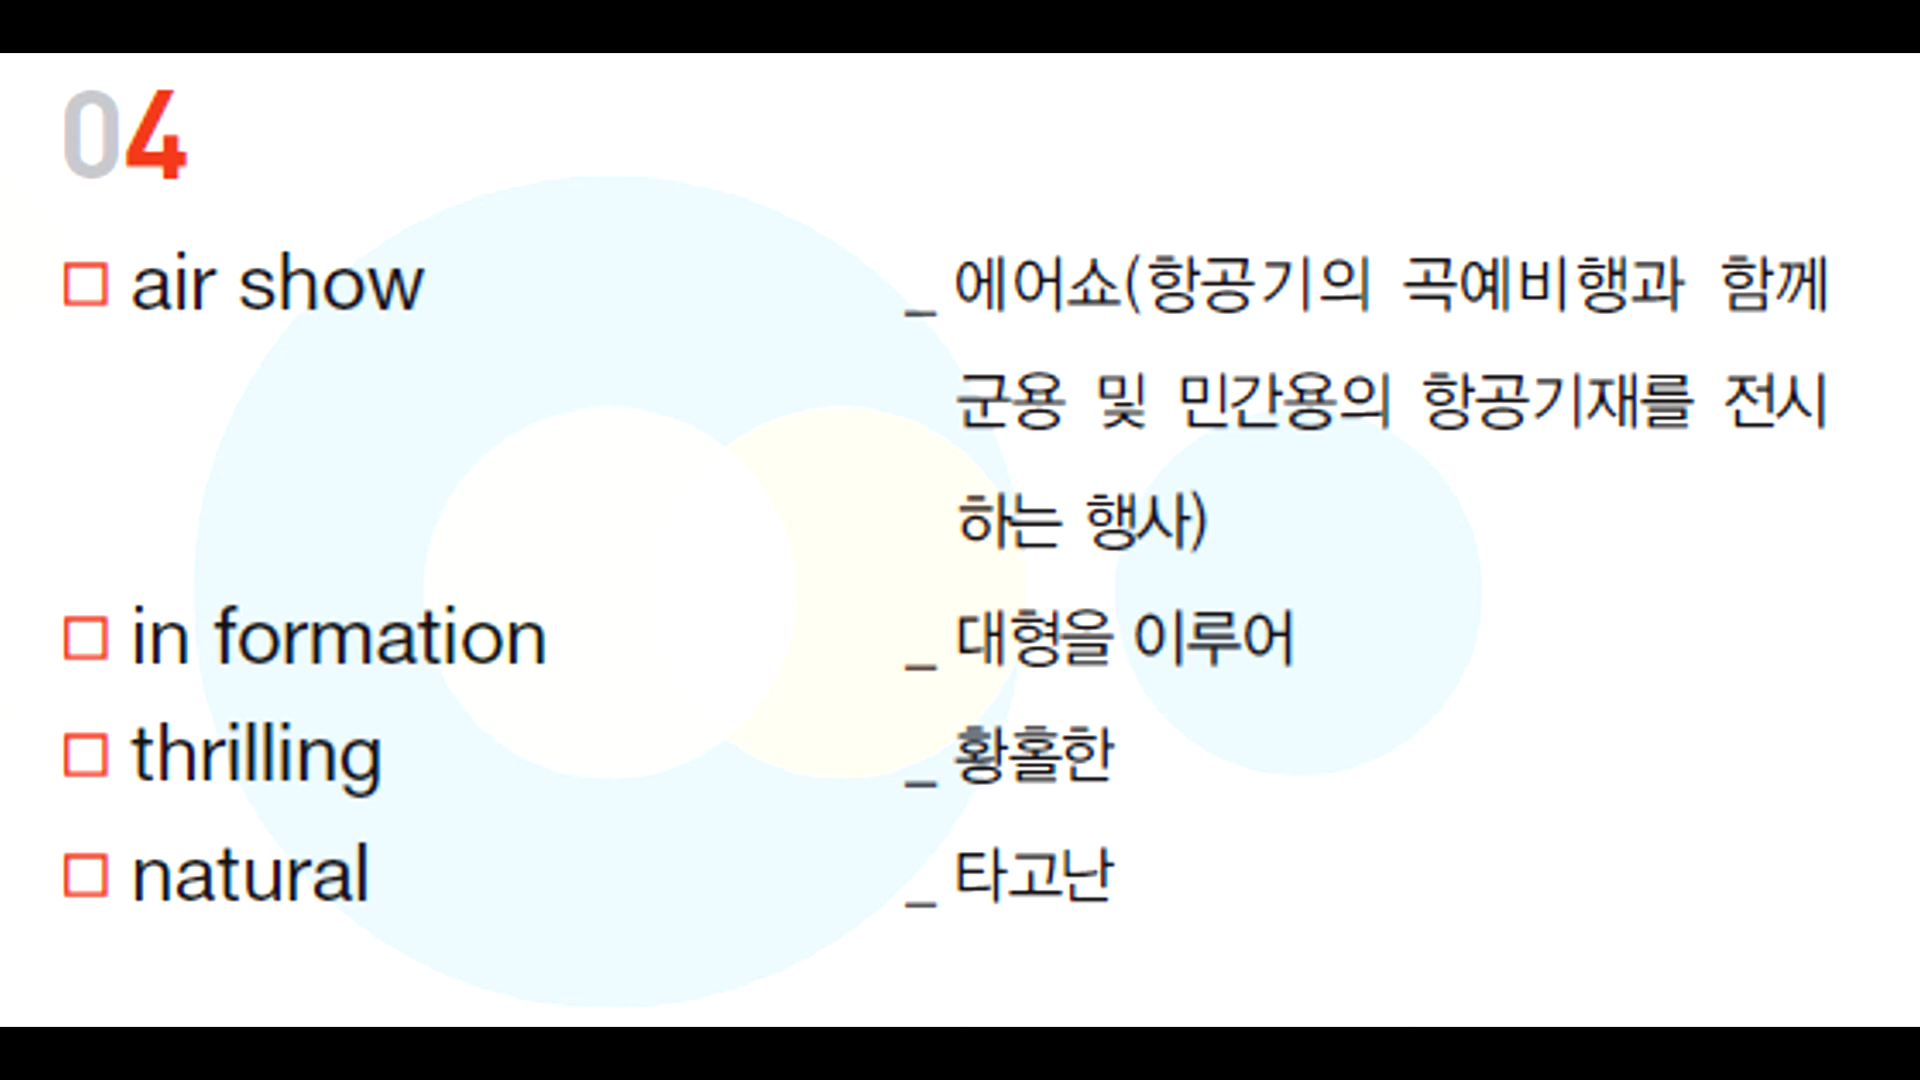 04
□ air show _ 에어쇼(항공기의 곡예비행과 함께
군용 및 민간용의 항공기재를 전시
하는 행사)
□ in formation _ 대형을 이루어
□ thrilling _ 황홀한
□ natural _ 타고난